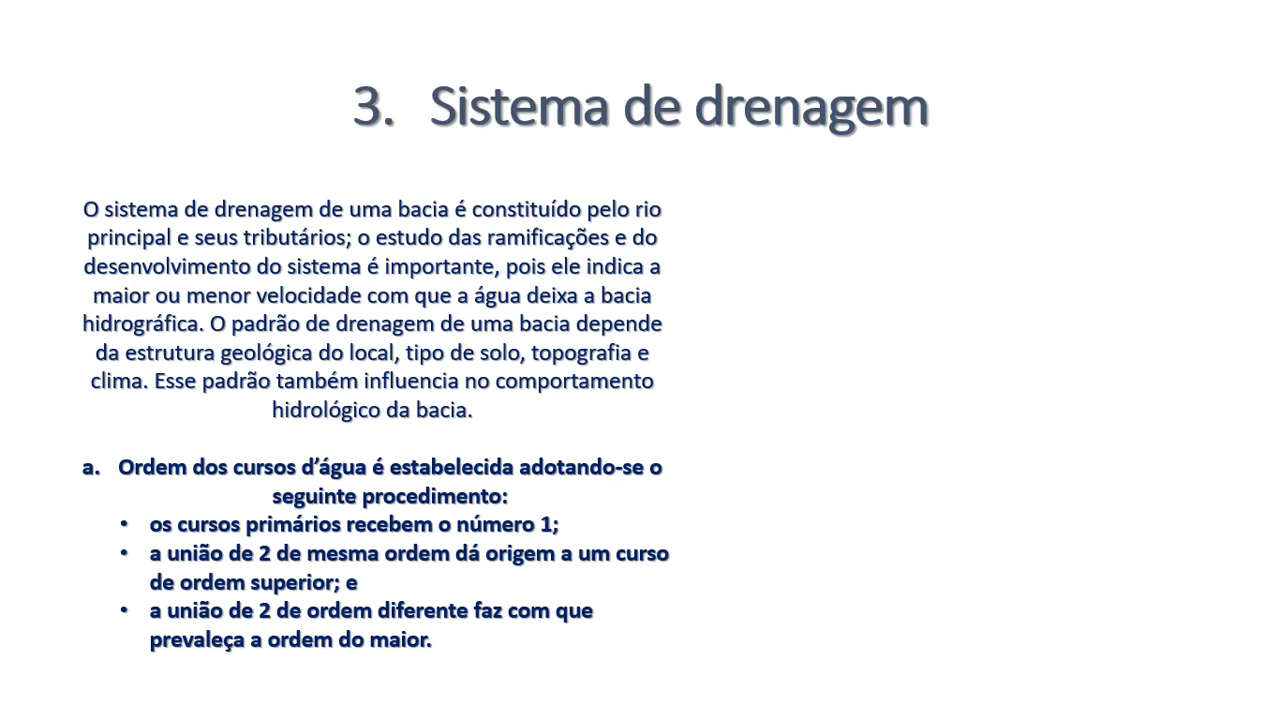 3. Sistema de drenagem
O sistema de drenagem de uma bacia é constituído pelo rio
principal e seus tributários; o estudo das ramificações e do
desenvolvimento do sistema é importante, pois ele indica a
maior ou menor velocidade com que a água deixa a bacia
hidrográfica. O padrão de drenagem de uma bacia depende
da estrutura geológica do local, tipo de solo, topografia e
clima. Esse padrão também influencia no comportamento
hidrológico da bacia.
a. Ordem dos cursos d’água é estabelecida adotando-se o
seguinte procedimento:
• os cursos primários recebem o número 1;
• a união de 2 de mesma ordem dá origem a um curso
de ordem superior; e
• a união de 2 de ordem diferente faz com que
prevaleça a ordem do maior.